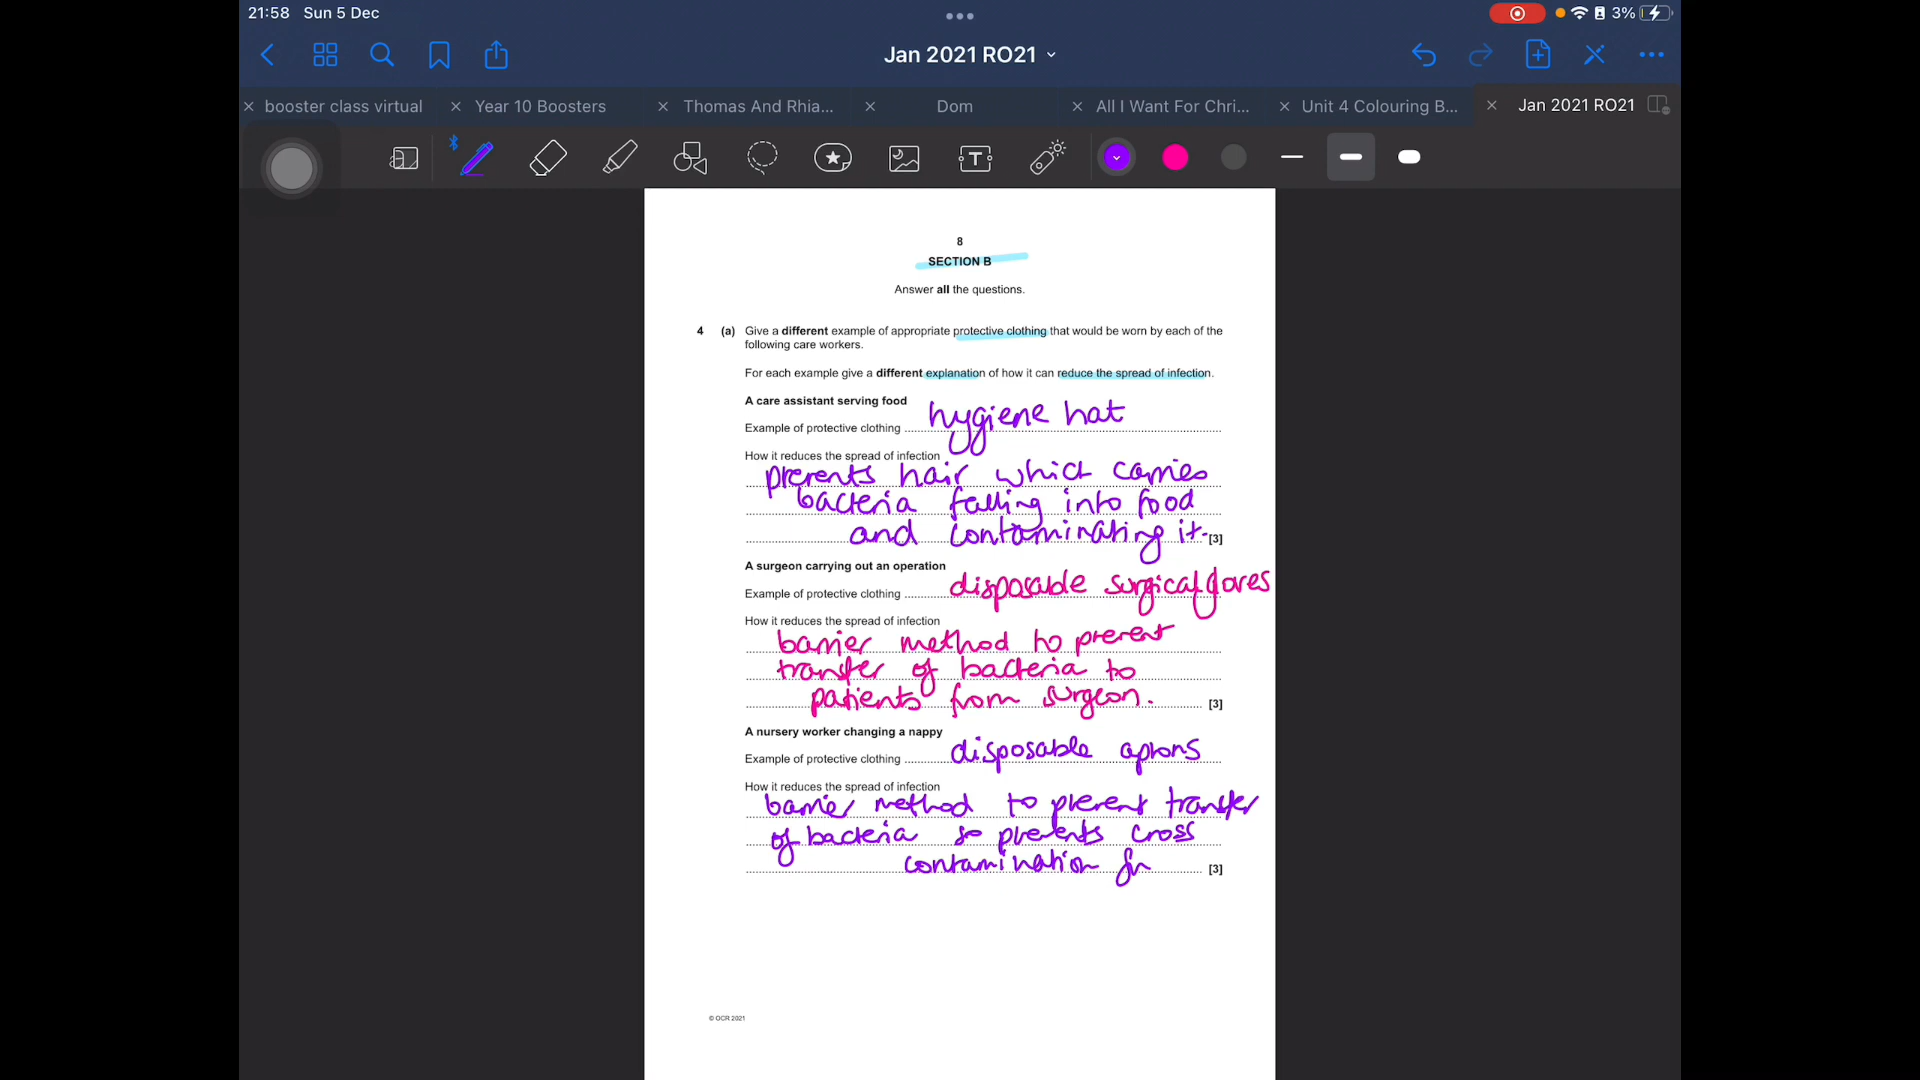 21:58 Sun 5 Dec
3%
Jan 2021 RO21
booster class virtual
Year 10 Boosters
Thomas And Rhia...
Dom
All I Want For Chri...
Unit 4 Colouring B...
Jan 2021 RO21
8
SECTION B
Answer all the questions.
4 (a) Give a different example of appropriate protective clothing that would be worn by each of the
following care workers.
For each example give a different explanation of how it can reduce the spread of infection.
A care assistant serving food
Example of protective clothing hygiene hat
How it reduces the spread of infection
prevents hair which carries
bacteria falling into food
and contaminating it. [3]
A surgeon carrying out an operation
Example of protective clothing disposable surgical gloves
How it reduces the spread of infection
barrier method to prevent
transfer of bacteria to
patients from surgeon. [3]
A nursery worker changing a nappy
Example of protective clothing disposable aprons
How it reduces the spread of infection
barrier method to prevent transfer
of bacteria so prevents cross
contamination [3]
© OCR 2021